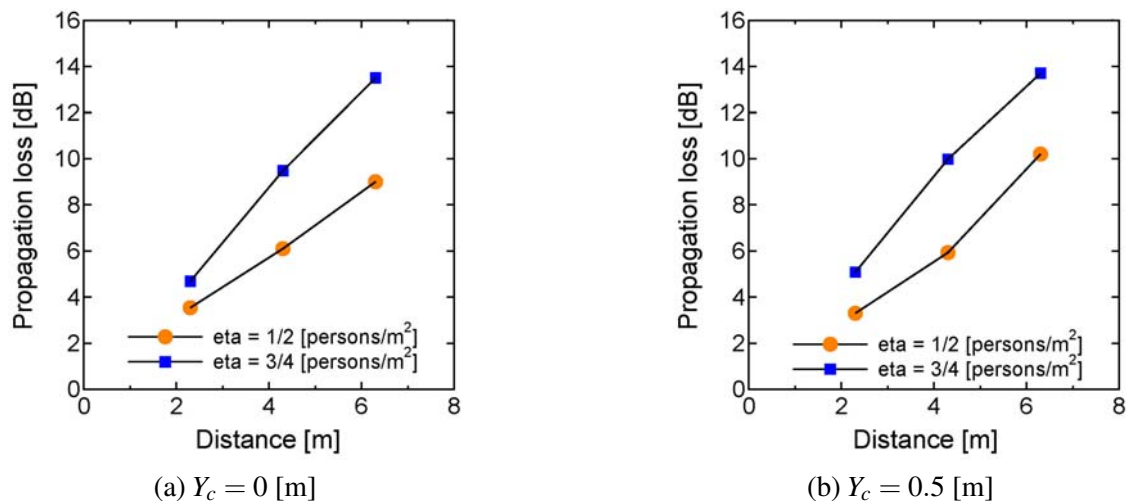 16
14
12
10
8
6
4
2
0
Propagation loss [dB]
eta = 1/2 [persons/m²]
eta = 3/4 [persons/m²]
0 2 4 6 8
Distance [m]
(a) Y_c = 0 [m]
16
14
12
10
8
6
4
2
0
Propagation loss [dB]
eta = 1/2 [persons/m²]
eta = 3/4 [persons/m²]
0 2 4 6 8
Distance [m]
(b) Y_c = 0.5 [m]